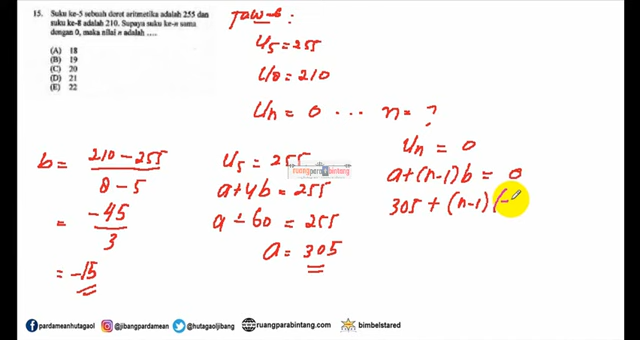 15. Suku ke-5 sebuah deret aritmetika adalah 255 dan
suku ke-8 adalah 210. Supaya suku ke-n sama
dengan 0, maka nilai n adalah ....
(A) 18
(B) 19
(C) 20
(D) 21
(E) 22
Jawab :
U5 = 255
U8 = 210
Un = 0 ... n = ?
b = 210 - 255
8 - 5
= -45
3
= -15
U5 = 255
a + 4b = 255
a - 60 = 255
a = 305
ruangparabintang
Un = 0
a + (n-1) b = 0
305 + (n-1) (-
pardameanhutagaol @jibangpardamean @hutagaoljibang ruangparabintang.com bimbelstared